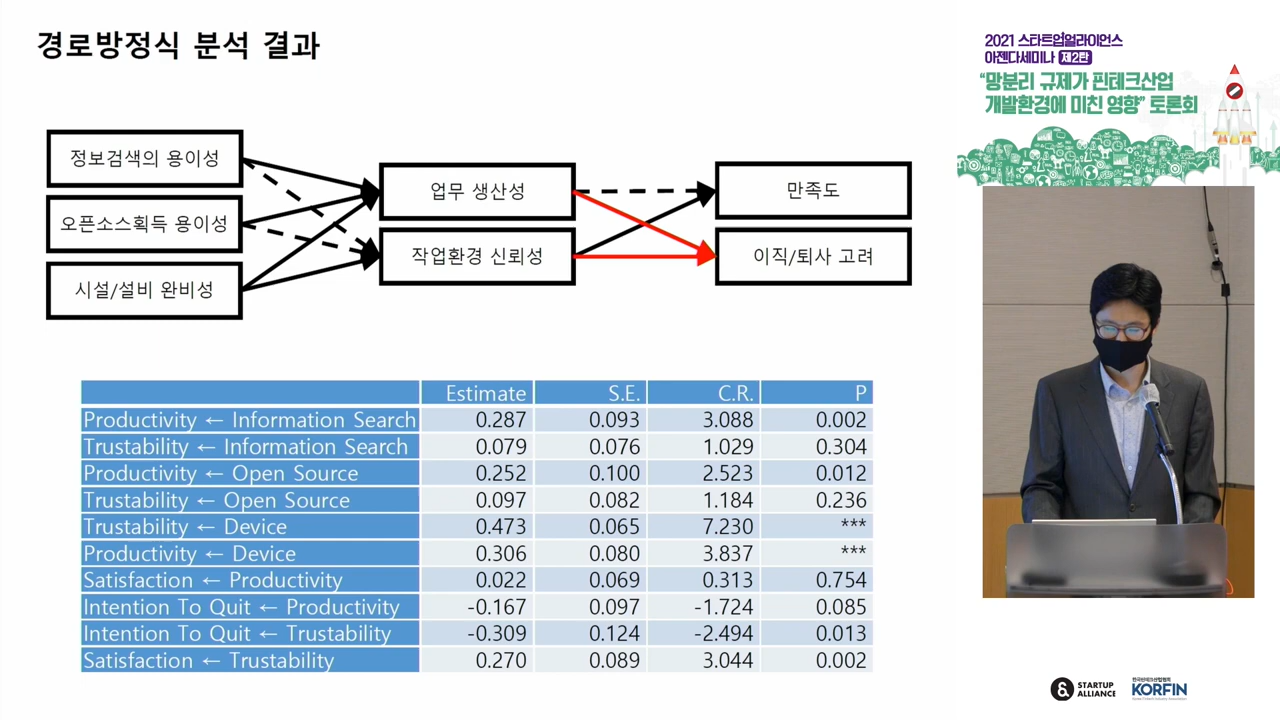 경로방정식 분석 결과
정보검색의 용이성
오픈소스획득 용이성
시설/설비 완비성
업무 생산성
작업환경 신뢰성
만족도
이직/퇴사 고려
Estimate S.E. C.R. P
Productivity ← Information Search 0.287 0.093 3.088 0.002
Trustability ← Information Search 0.079 0.076 1.029 0.304
Productivity ← Open Source 0.252 0.100 2.523 0.012
Trustability ← Open Source 0.097 0.082 1.184 0.236
Trustability ← Device 0.473 0.065 7.230 ***
Productivity ← Device 0.306 0.080 3.837 ***
Satisfaction ← Productivity 0.022 0.069 0.313 0.754
Intention To Quit ← Productivity -0.167 0.097 -1.724 0.085
Intention To Quit ← Trustability -0.309 0.124 -2.494 0.013
Satisfaction ← Trustability 0.270 0.089 3.044 0.002
2021 스타트업얼라이언스
아젠다세미나 제2탄
“망분리 규제가 핀테크산업
개발환경에 미친 영향” 토론회
&
STARTUP
ALLIANCE
한국핀테크산업협회
KORFIN